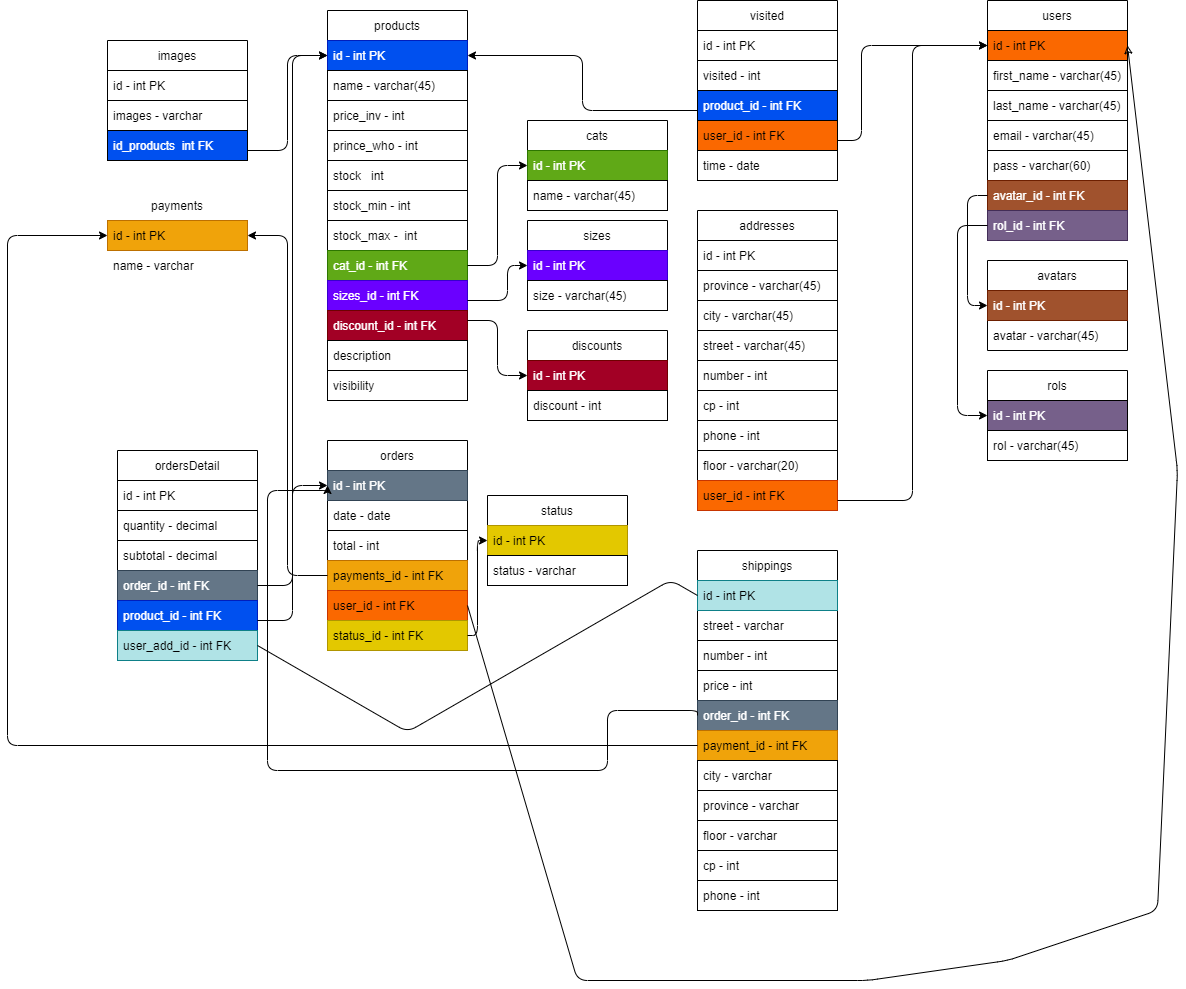 images
id - int PK
images - varchar
id_products  int FK
payments
id - int PK
name - varchar
products
id - int PK
name - varchar(45)
price_inv - int
prince_who - int
stock   int
stock_min - int
stock_max -  int
cat_id - int FK
sizes_id - int FK
discount_id - int FK
description
visibility
cats
id - int PK
name - varchar(45)
sizes
id - int PK
size - varchar(45)
discounts
id - int PK
discount - int
visited
id - int PK
visited - int
product_id - int FK
user_id - int FK
time - date
addresses
id - int PK
province - varchar(45)
city - varchar(45)
street - varchar(45)
number - int
cp - int
phone - int
floor - varchar(20)
user_id - int FK
users
id - int PK
first_name - varchar(45)
last_name - varchar(45)
email - varchar(45)
pass - varchar(60)
avatar_id - int FK
rol_id - int FK
avatars
id - int PK
avatar - varchar(45)
rols
id - int PK
rol - varchar(45)
ordersDetail
id - int PK
quantity - decimal
subtotal - decimal
order_id - int FK
product_id - int FK
user_add_id - int FK
orders
id - int PK
date - date
total - int
payments_id - int FK
user_id - int FK
status_id - int FK
status
id - int PK
status - varchar
shippings
id - int PK
street - varchar
number - int
price - int
order_id - int FK
payment_id - int FK
city - varchar
province - varchar
floor - varchar
cp - int
phone - int